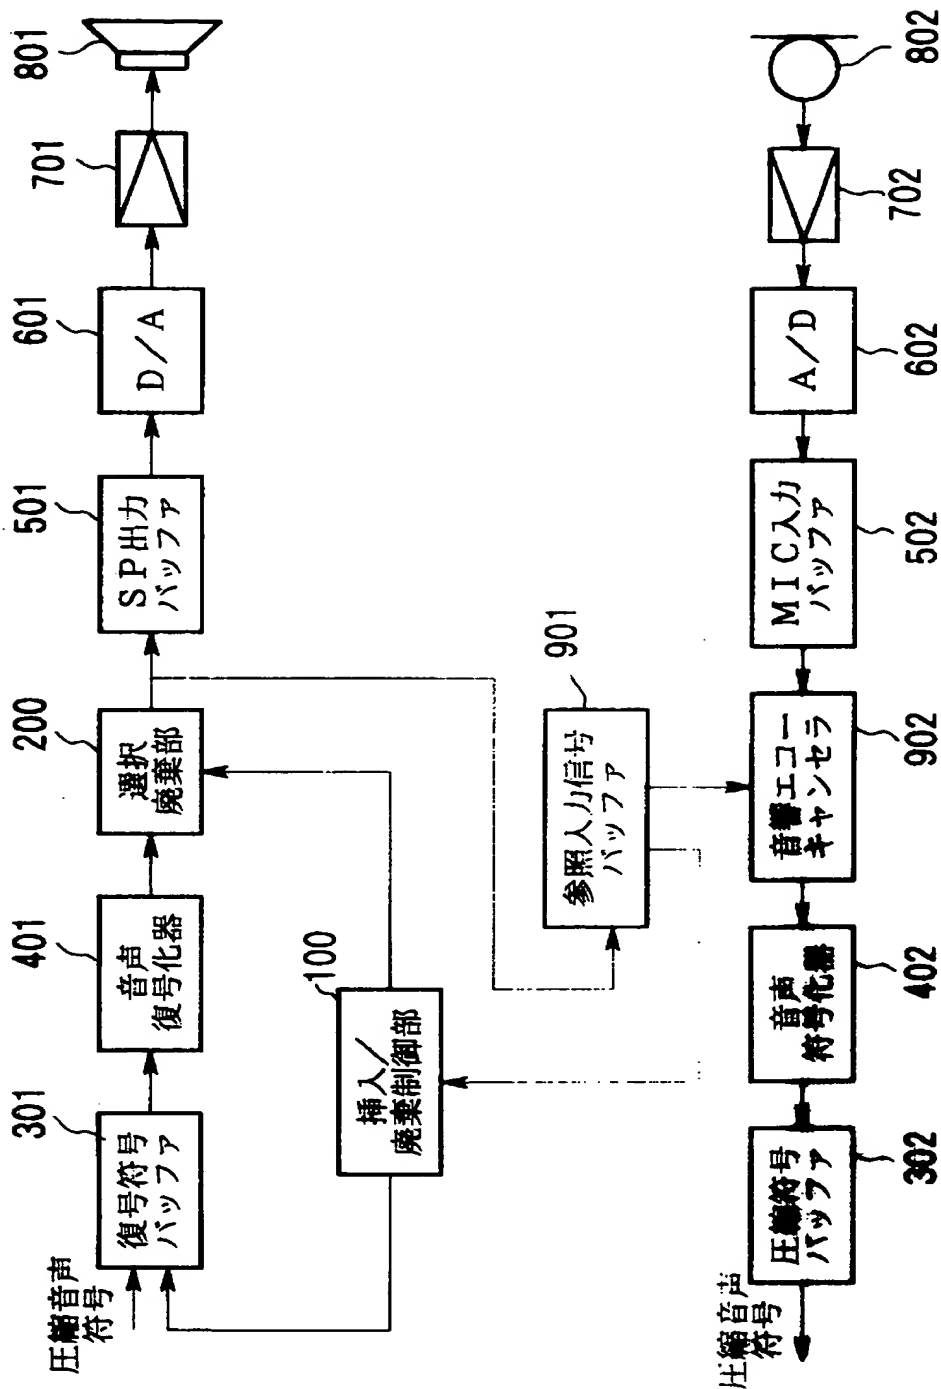 圧縮音声
符号
301
復号符号
バッファ
401
音声
復号化器
200
選択
廃棄部
501
SP出力
バッファ
601
D/A
701
801
100
挿入/
廃棄制御部
901
参照入力信号
バッファ
圧縮音声
符号
圧縮符号
バッファ
302
音声
符号化器
402
音響エコー
キャンセラ
902
MIC入力
バッファ
502
A/D
602
702
802